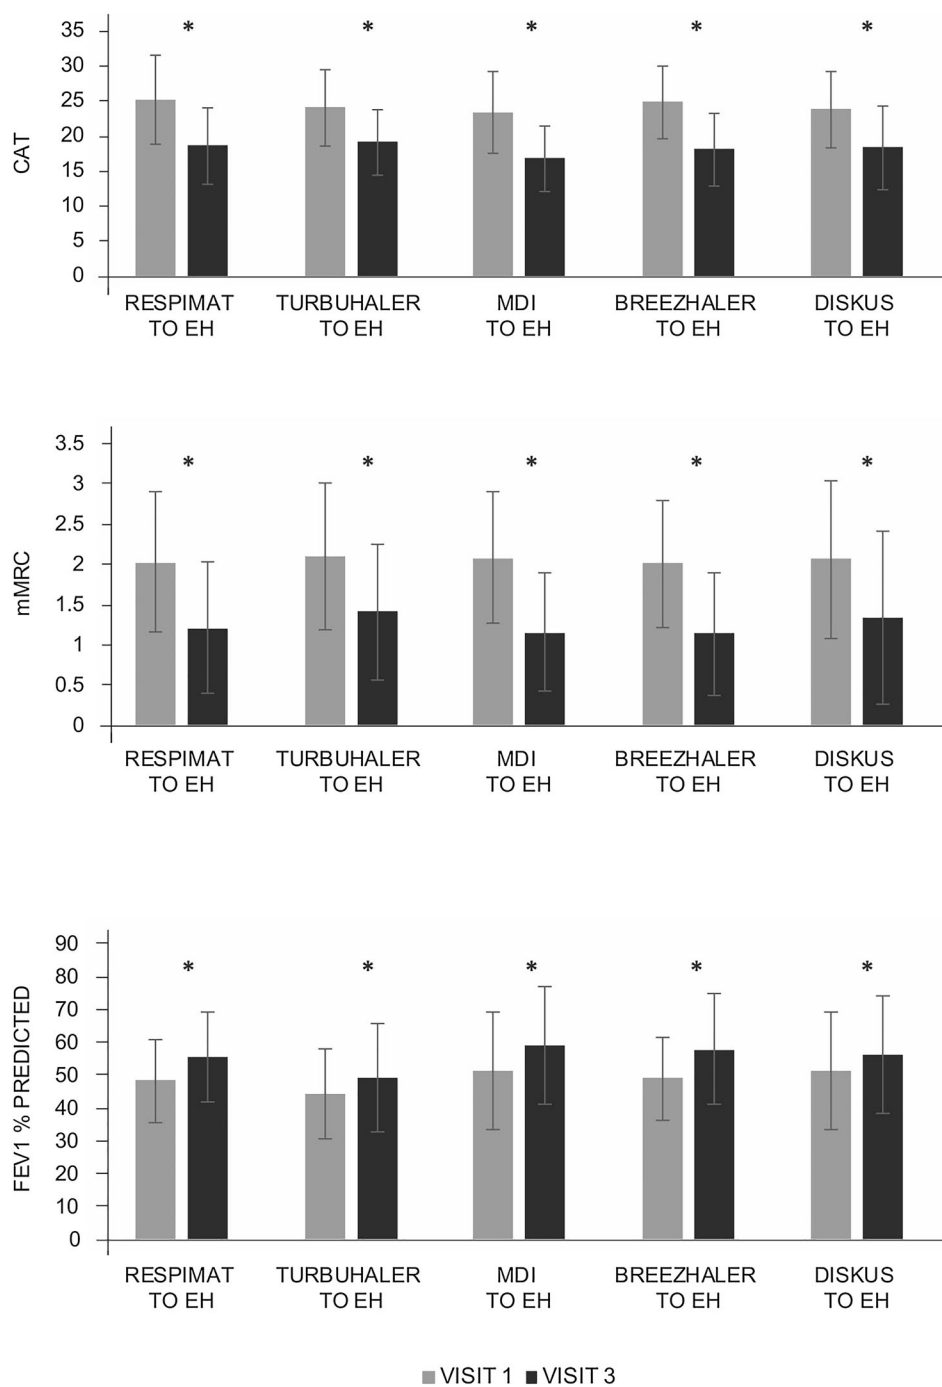 35
30
25
20
15
10
5
0
CAT
* * * * *
RESPIMAT TURBUHALER MDI BREEZHALER DISKUS
TO EH TO EH TO EH TO EH TO EH
3.5
3
2.5
2
1.5
1
0.5
0
mMRC
* * * * *
RESPIMAT TURBUHALER MDI BREEZHALER DISKUS
TO EH TO EH TO EH TO EH TO EH
90
80
70
60
50
40
30
20
10
0
FEV1 % PREDICTED
* * * * *
RESPIMAT TURBUHALER MDI BREEZHALER DISKUS
TO EH TO EH TO EH TO EH TO EH
VISIT 1 VISIT 3